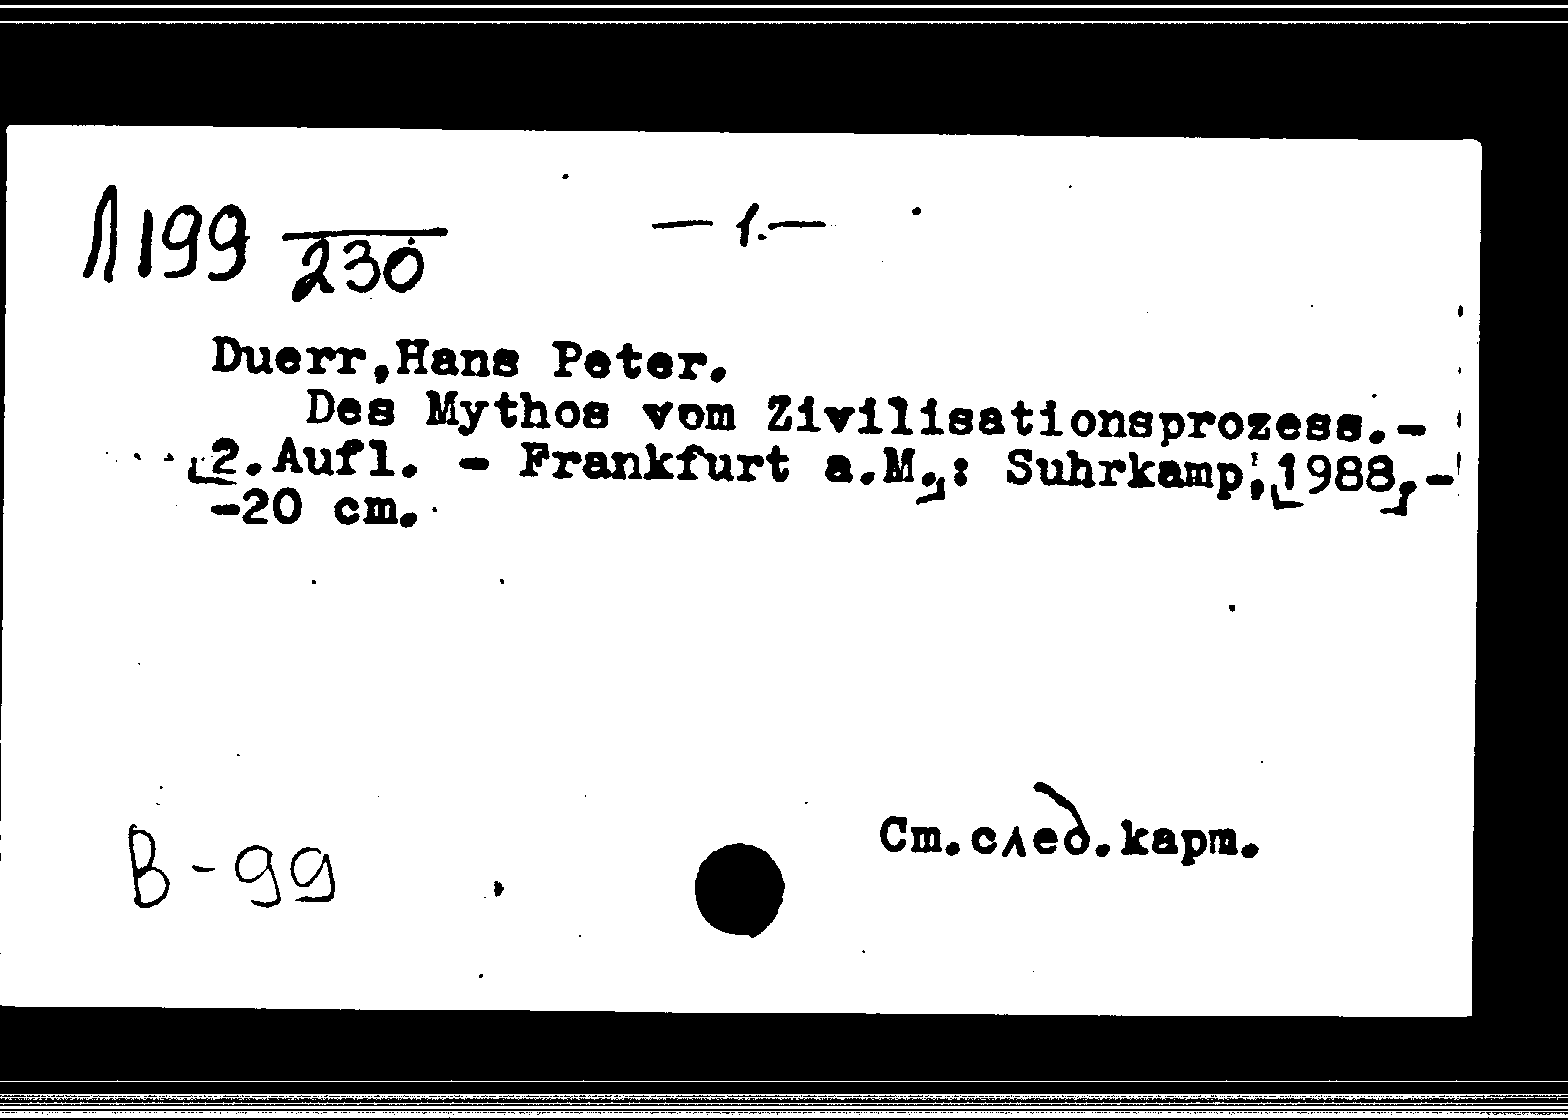 Л199 /230 — 1. —
Duerr,Hans Peter.
Des Mythos vom Zivilisationsprozess.-
[2.Aufl. - Frankfurt a.M.]: Suhrkamp,[1988].-
-20 cm.
См.след.карт.
В-99